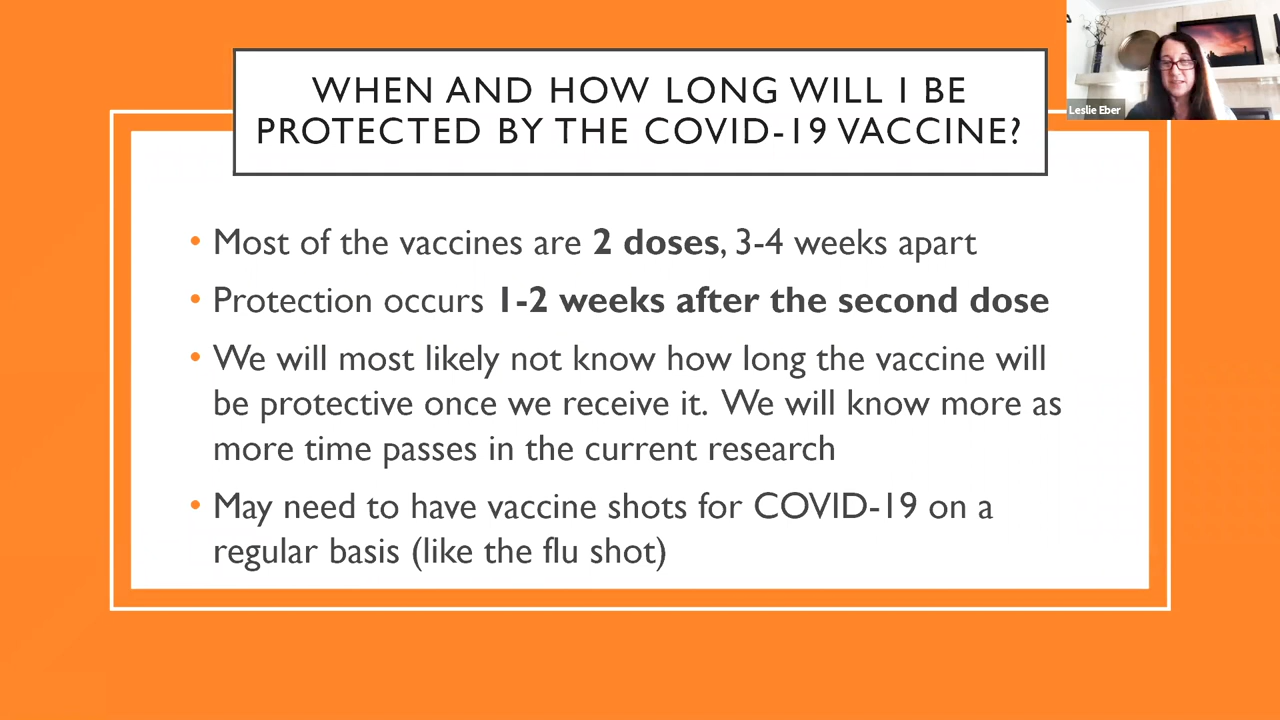 WHEN AND HOW LONG WILL I BE
PROTECTED BY THE COVID-19 VACCINE?
Leslie Eber
• Most of the vaccines are 2 doses, 3-4 weeks apart
• Protection occurs 1-2 weeks after the second dose
• We will most likely not know how long the vaccine will
be protective once we receive it. We will know more as
more time passes in the current research
• May need to have vaccine shots for COVID-19 on a
regular basis (like the flu shot)